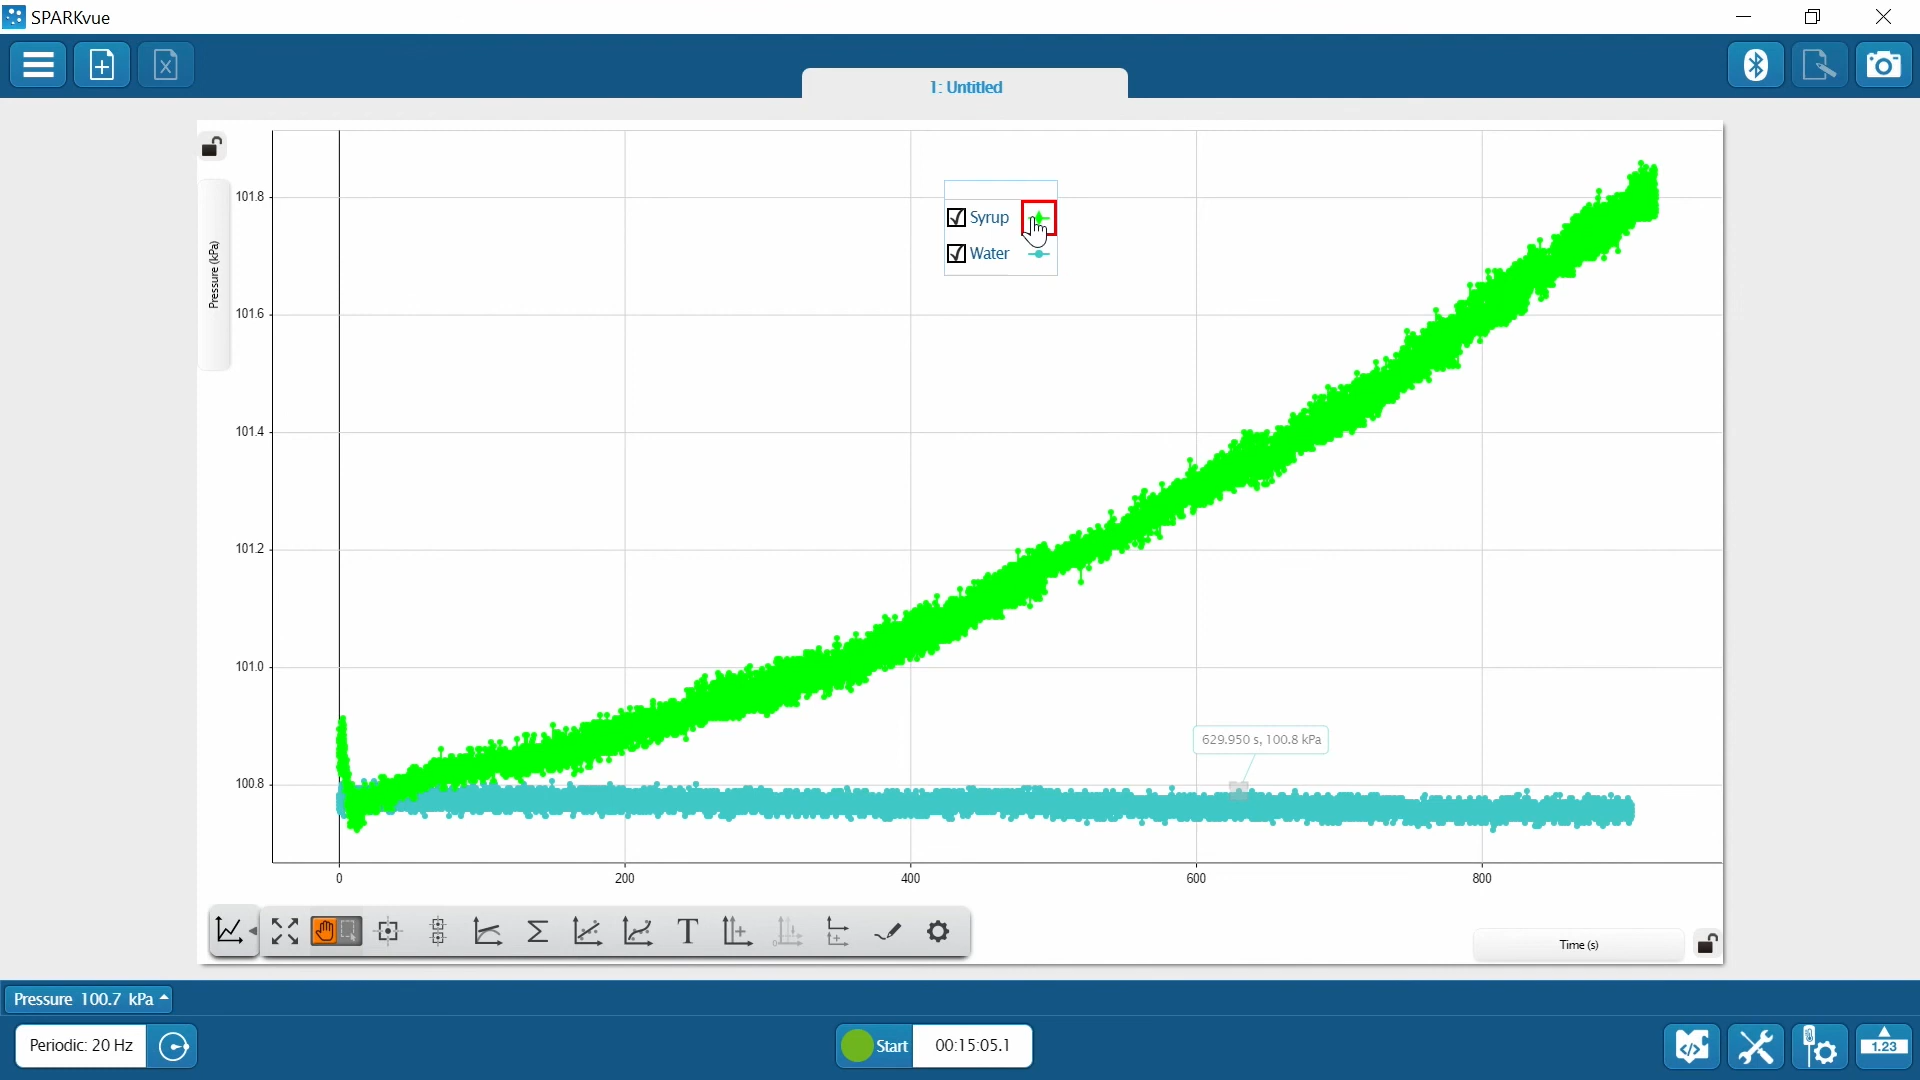 SPARKvue
1: Untitled
Pressure (kPa)
101.8
101.6
101.4
101.2
101.0
100.8
Syrup
Water
629.950 s, 100.8 kPa
0
200
400
600
800
T
Time (s)
Pressure 100.7 kPa
Periodic: 20 Hz
Start
00:15:05.1
1.23